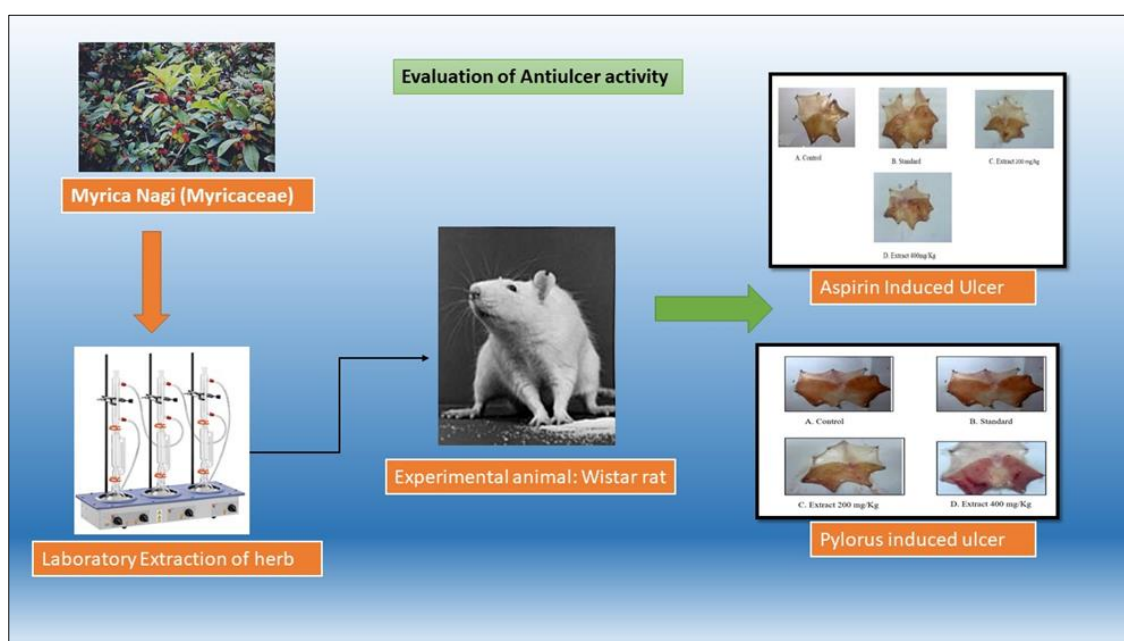 Evaluation of Antiulcer activity
Myrica Nagi (Myricaceae)
Laboratory Extraction of herb
Experimental animal: Wistar rat
A. Control
B. Standard
C. Extract 200 mg/kg
D. Extract 400mg/Kg
Aspirin Induced Ulcer
A. Control
B. Standard
C. Extract 200 mg/Kg
D. Extract 400 mg/Kg
Pylorus induced ulcer